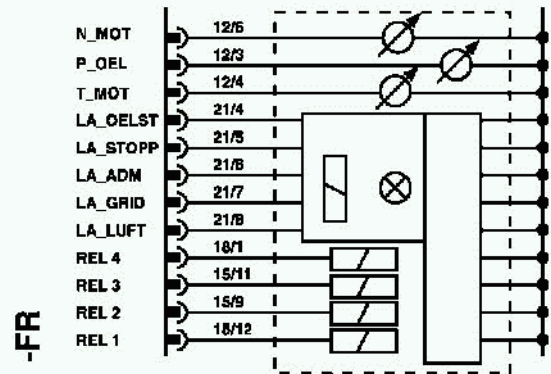 N_MOT 12/6
P_OEL 12/3
T_MOT 12/4
LA_OELST 21/4
LA_STOPP 21/5
LA_ADM 21/6
LA_GRID 21/7
LA_LUFT 21/8
REL 4 18/1
REL 3 15/11
REL 2 15/9
REL 1 18/12
-FR